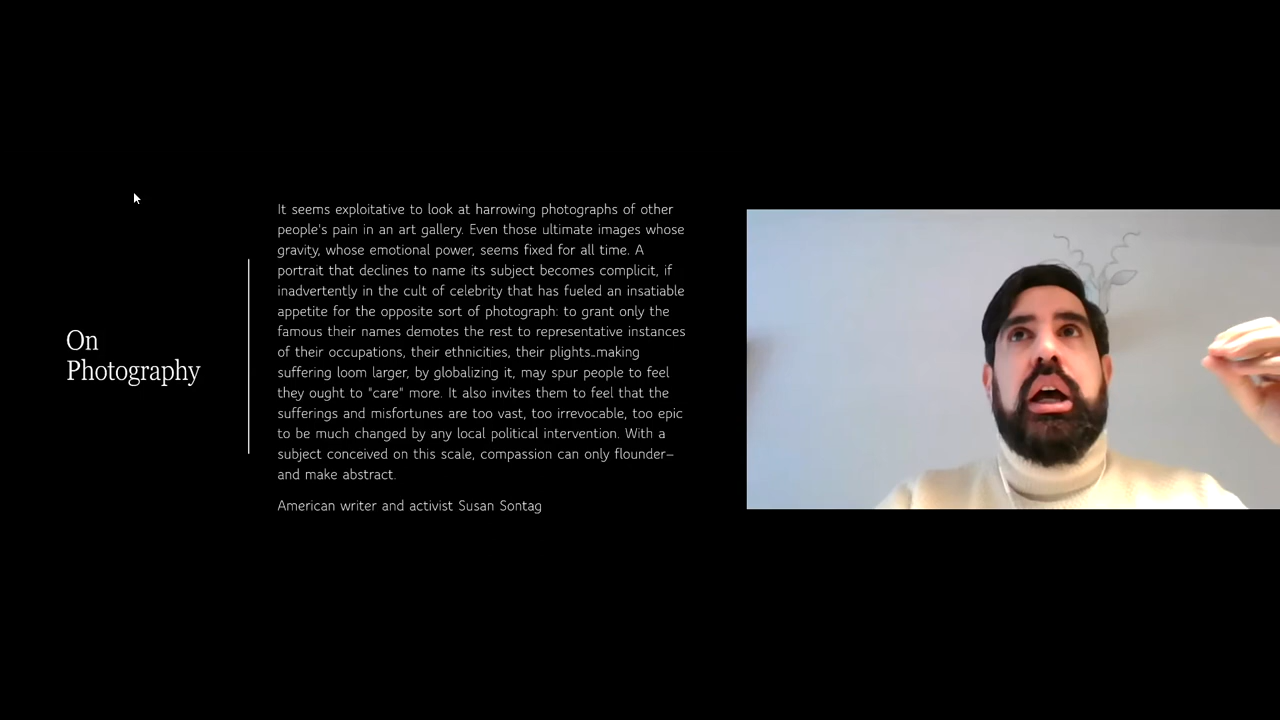 On
Photography
It seems exploitative to look at harrowing photographs of other
people's pain in an art gallery. Even those ultimate images whose
gravity, whose emotional power, seems fixed for all time. A
portrait that declines to name its subject becomes complicit, if
inadvertently in the cult of celebrity that has fueled an insatiable
appetite for the opposite sort of photograph: to grant only the
famous their names demotes the rest to representative instances
of their occupations, their ethnicities, their plights…making
suffering loom larger, by globalizing it, may spur people to feel
they ought to "care" more. It also invites them to feel that the
sufferings and misfortunes are too vast, too irrevocable, too epic
to be much changed by any local political intervention. With a
subject conceived on this scale, compassion can only flounder–
and make abstract.
American writer and activist Susan Sontag